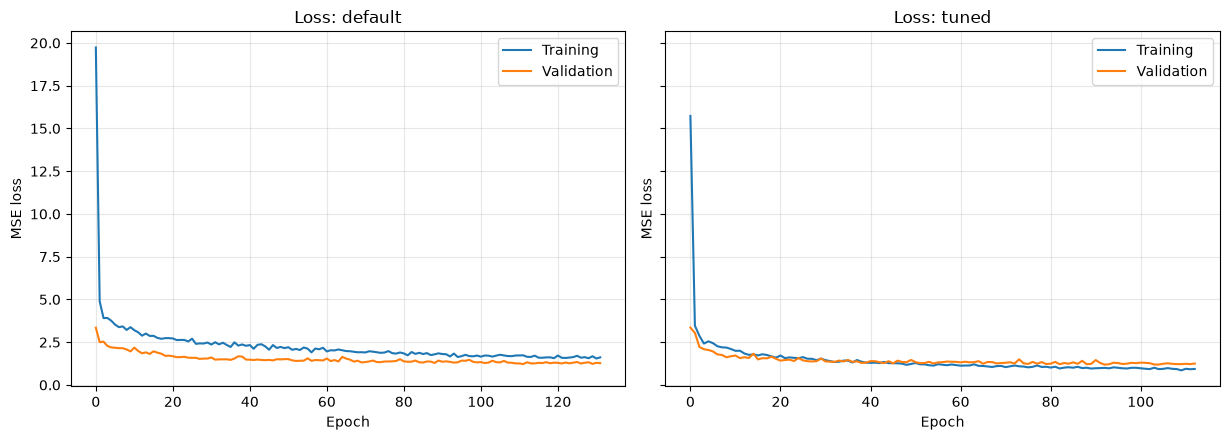 Loss: default
20.0
17.5
15.0
12.5
10.0
7.5
5.0
2.5
0.0
MSE loss
0 20 40 60 80 100 120
Epoch
Training
Validation
Loss: tuned
MSE loss
0 20 40 60 80 100
Epoch
Training
Validation